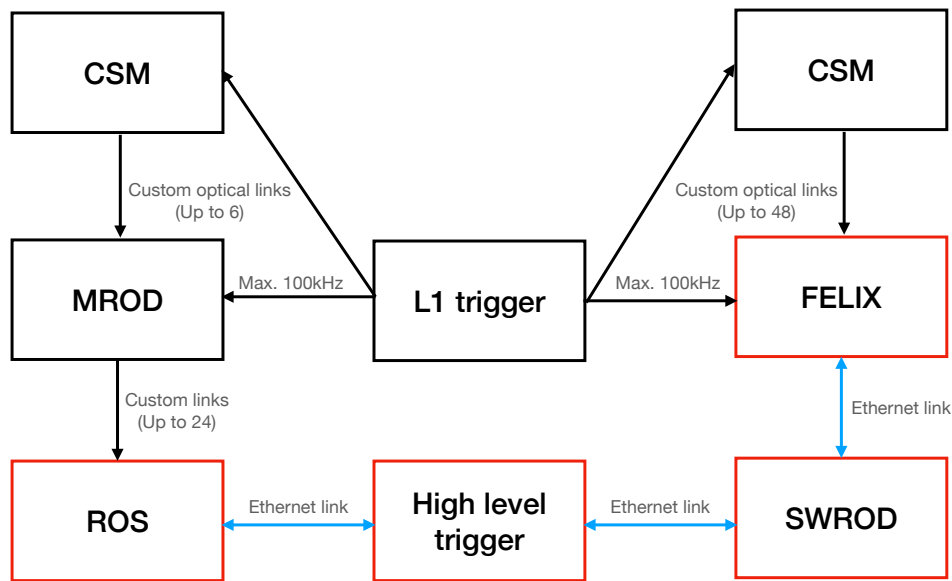 CSM
CSM
Custom optical links
(Up to 6)
Custom optical links
(Up to 48)
MROD
Max. 100kHz
L1 trigger
Max. 100kHz
FELIX
Custom links
(Up to 24)
Ethernet link
ROS
Ethernet link
High level
trigger
Ethernet link
SWROD